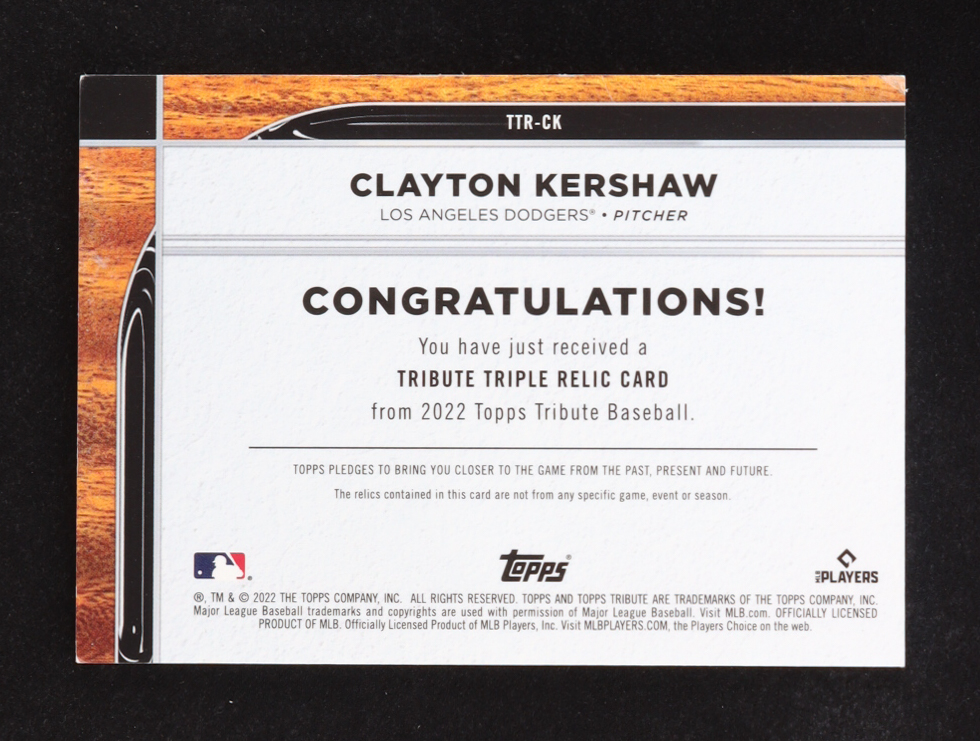 TTR-CK
CLAYTON KERSHAW
LOS ANGELES DODGERS® • PITCHER
CONGRATULATIONS!
You have just received a
TRIBUTE TRIPLE RELIC CARD
from 2022 Topps Tribute Baseball.
TOPPS PLEDGES TO BRING YOU CLOSER TO THE GAME FROM THE PAST, PRESENT AND FUTURE.
The relics contained in this card are not from any specific game, event or season.
topps®
MLB PLAYERS
®, TM & © 2022 THE TOPPS COMPANY, INC. ALL RIGHTS RESERVED. TOPPS AND TOPPS TRIBUTE ARE TRADEMARKS OF THE TOPPS COMPANY, INC.
Major League Baseball trademarks and copyrights are used with permission of Major League Baseball. Visit MLB.com. OFFICIALLY LICENSED
PRODUCT OF MLB. Officially Licensed Product of MLB Players, Inc. Visit MLBPLAYERS.COM, the Players Choice on the web.